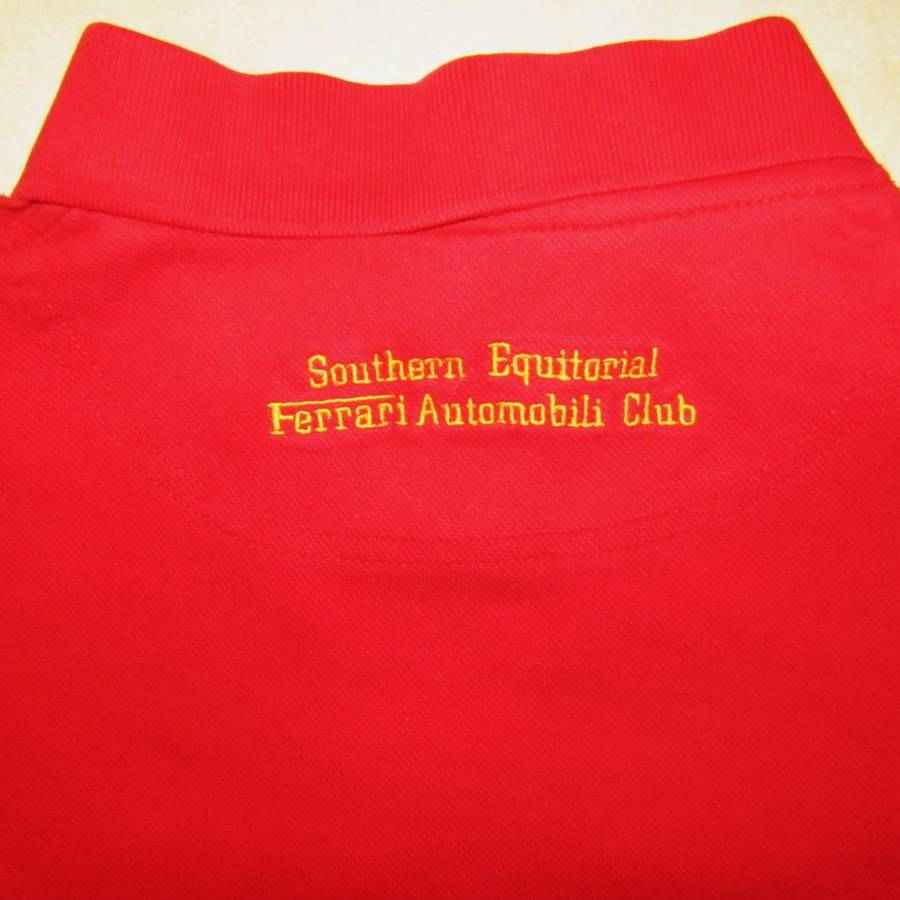 Southern Equitorial
Ferrari Automobili Club